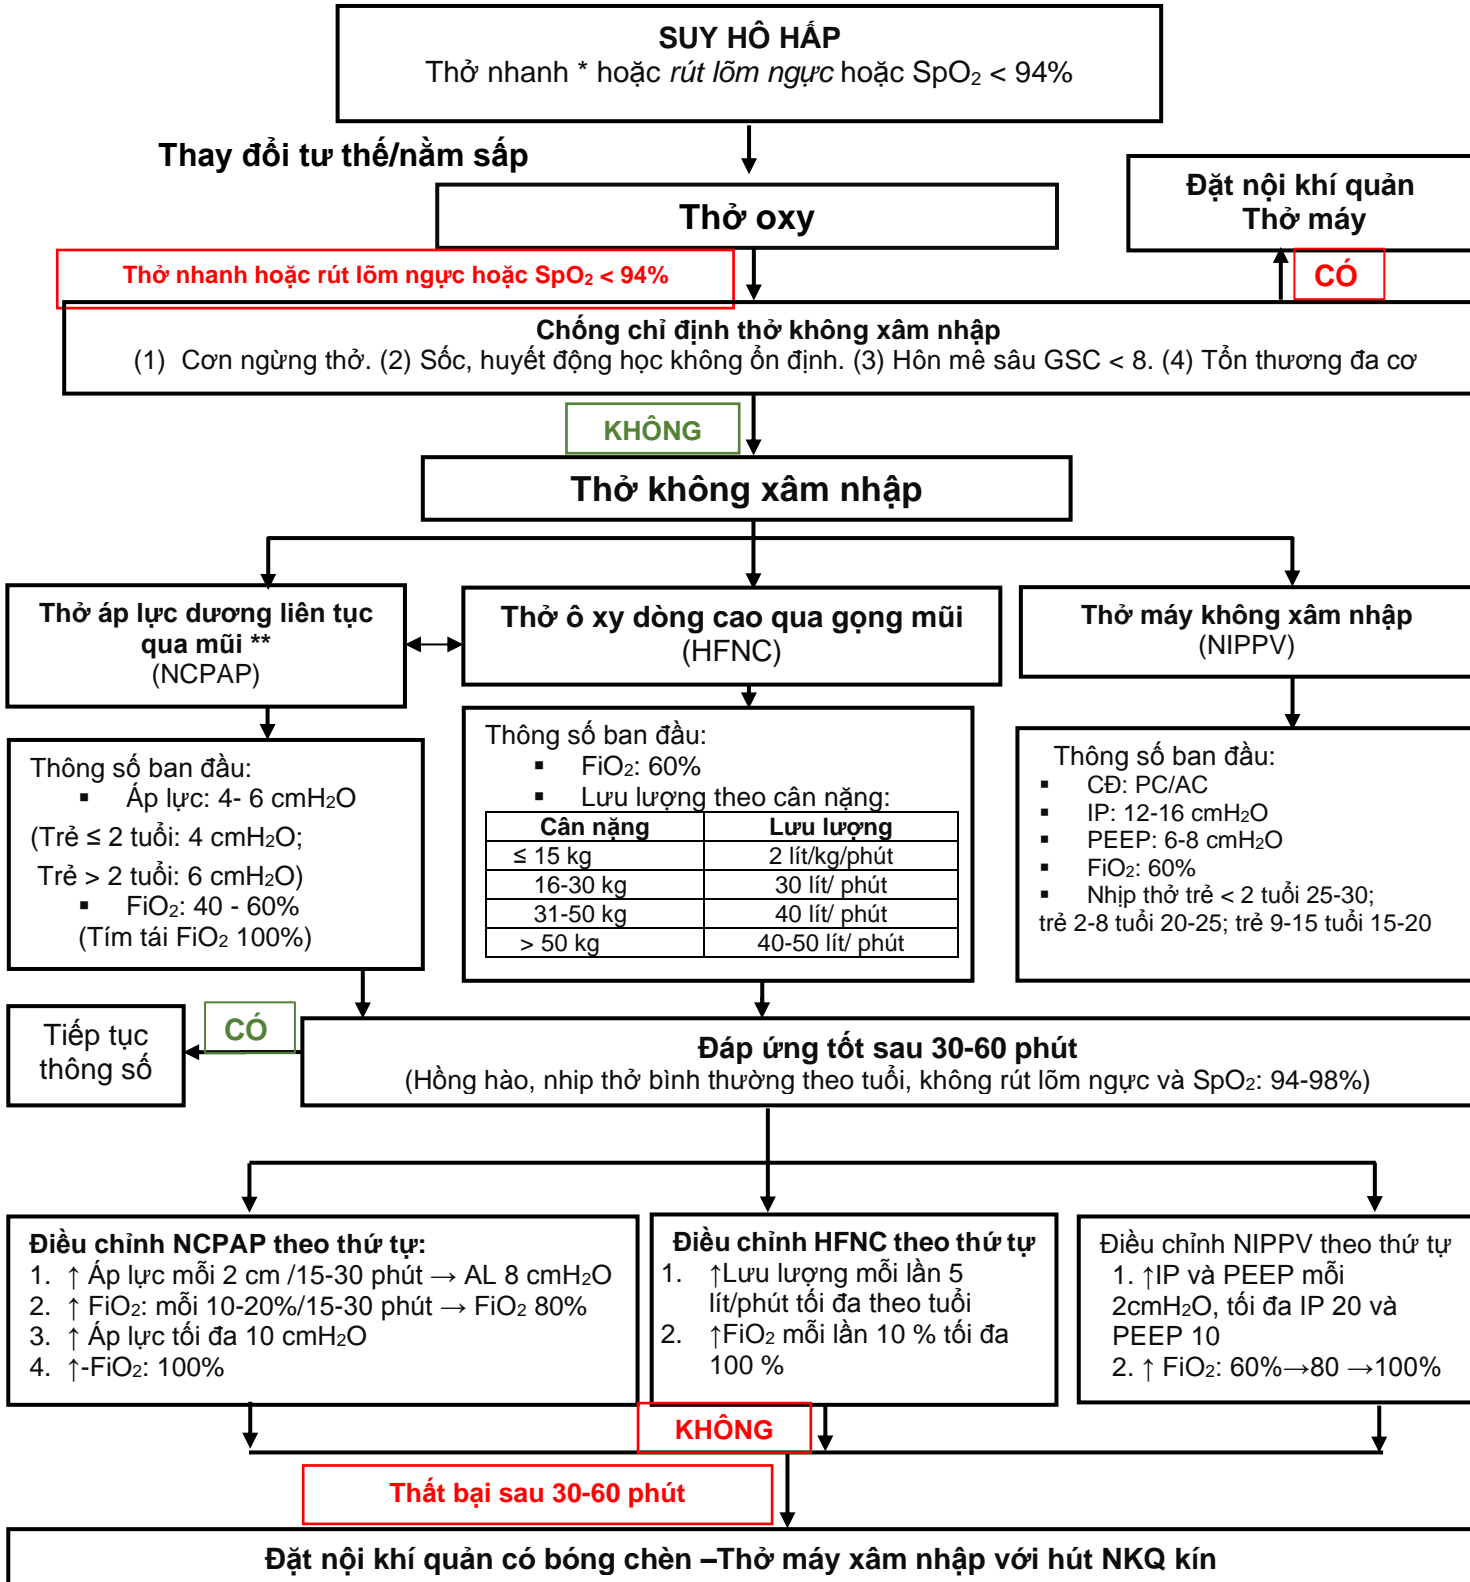 SUY HÔ HẤP
Thở nhanh * hoặc rút lõm ngực hoặc SpO₂ < 94%
Thay đổi tư thế/nằm sấp
Thở oxy
Đặt nội khí quản
Thở máy
Thở nhanh hoặc rút lõm ngực hoặc SpO₂ < 94%
CÓ
Chống chỉ định thở không xâm nhập
(1) Cơn ngừng thở. (2) Sốc, huyết động học không ổn định. (3) Hôn mê sâu GSC < 8. (4) Tổn thương đa cơ
KHÔNG
Thở không xâm nhập
Thở áp lực dương liên tục
qua mũi **
(NCPAP)
Thở ô xy dòng cao qua gọng mũi
(HFNC)
Thở máy không xâm nhập
(NIPPV)
Thông số ban đầu:
▪ Áp lực: 4- 6 cmH₂O
(Trẻ ≤ 2 tuổi: 4 cmH₂O;
Trẻ > 2 tuổi: 6 cmH₂O)
▪ FiO₂: 40 - 60%
(Tím tái FiO₂ 100%)
Thông số ban đầu:
▪ FiO₂: 60%
▪ Lưu lượng theo cân nặng:
Cân nặng Lưu lượng
≤ 15 kg 2 lít/kg/phút
16-30 kg 30 lít/ phút
31-50 kg 40 lít/ phút
> 50 kg 40-50 lít/ phút
Thông số ban đầu:
▪ CĐ: PC/AC
▪ IP: 12-16 cmH₂O
▪ PEEP: 6-8 cmH₂O
▪ FiO₂: 60%
▪ Nhịp thở trẻ < 2 tuổi 25-30;
trẻ 2-8 tuổi 20-25; trẻ 9-15 tuổi 15-20
Tiếp tục
thông số
CÓ
Đáp ứng tốt sau 30-60 phút
(Hồng hào, nhip thở bình thường theo tuổi, không rút lõm ngực và SpO₂: 94-98%)
Điều chỉnh NCPAP theo thứ tự:
1. ↑ Áp lực mỗi 2 cm /15-30 phút → AL 8 cmH₂O
2. ↑ FiO₂: mỗi 10-20%/15-30 phút → FiO₂ 80%
3. ↑ Áp lực tối đa 10 cmH₂O
4. ↑-FiO₂: 100%
Điều chỉnh HFNC theo thứ tự
1. ↑Lưu lượng mỗi lần 5
lít/phút tối đa theo tuổi
2. ↑FiO₂ mỗi lần 10 % tối đa
100 %
Điều chỉnh NIPPV theo thứ tự
1. ↑IP và PEEP mỗi
2cmH₂O, tối đa IP 20 và
PEEP 10
2. ↑ FiO₂: 60%→80 →100%
KHÔNG
Thất bại sau 30-60 phút
Đặt nội khí quản có bóng chèn –Thở máy xâm nhập với hút NKQ kín